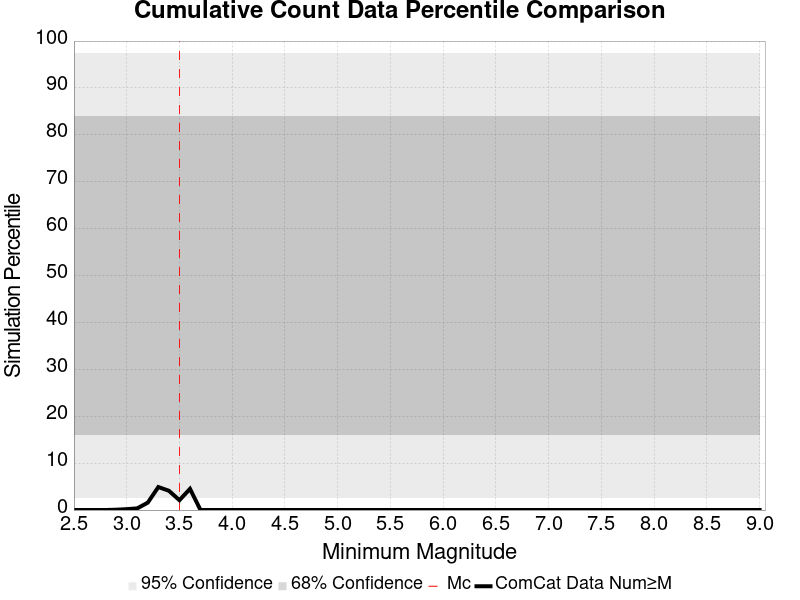 Cumulative Count Data Percentile Comparison
Simulation Percentile
100
90
80
70
60
50
40
30
20
10
0
2.5 3.0 3.5 4.0 4.5 5.0 5.5 6.0 6.5 7.0 7.5 8.0 8.5 9.0
Minimum Magnitude
95% Confidence 68% Confidence Mc ComCat Data Num≥M